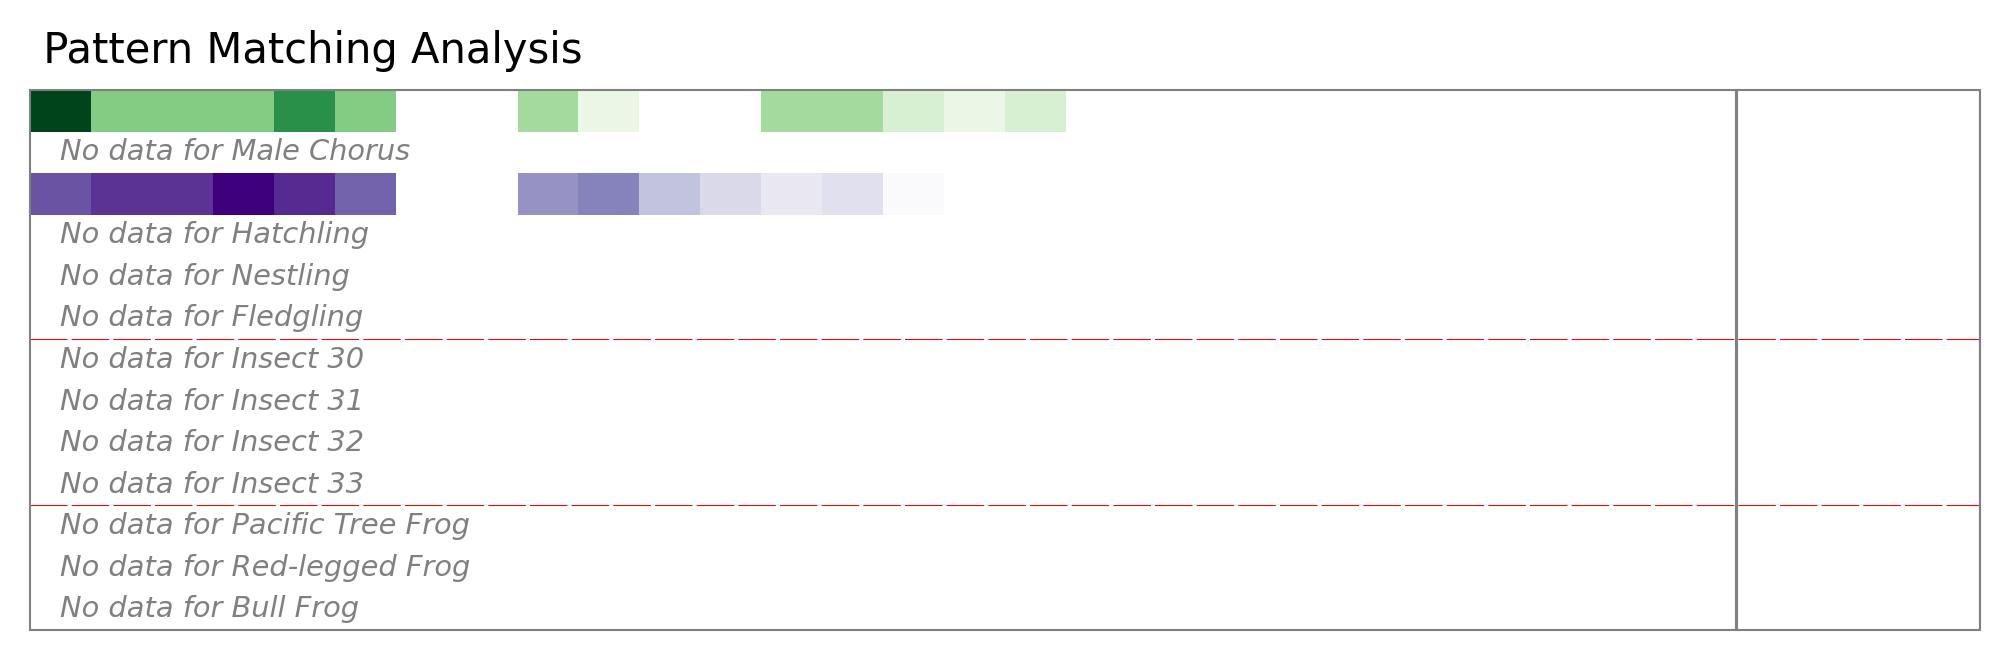 Pattern Matching Analysis
No data for Male Chorus
No data for Hatchling
No data for Nestling
No data for Fledgling
No data for Insect 30
No data for Insect 31
No data for Insect 32
No data for Insect 33
No data for Pacific Tree Frog
No data for Red-legged Frog
No data for Bull Frog